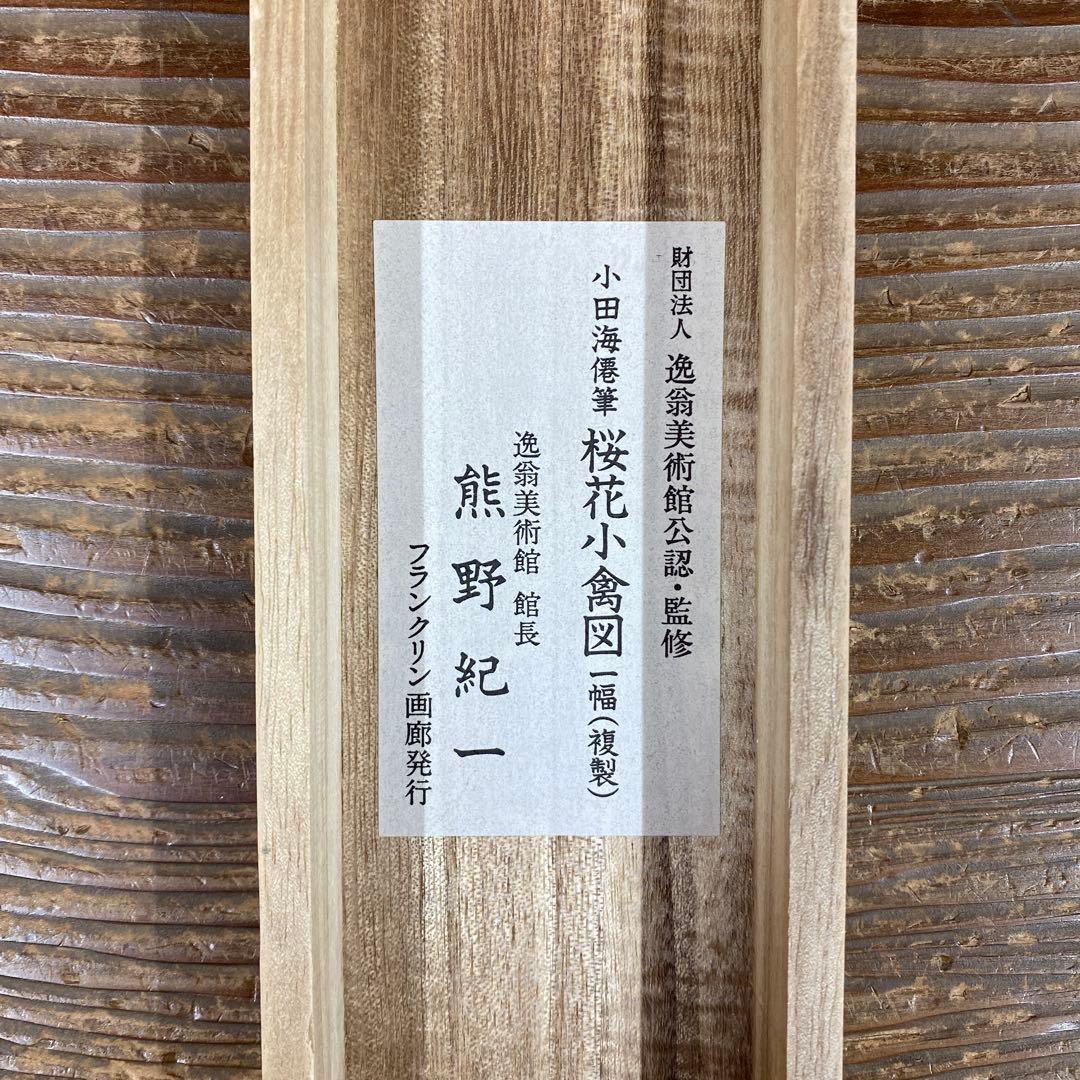 財団法人 逸翁美術館公認・監修
小田海僊筆 桜花小禽図 一幅(複製)
逸翁美術館 館長
熊野紀一
フランクリン画廊発行